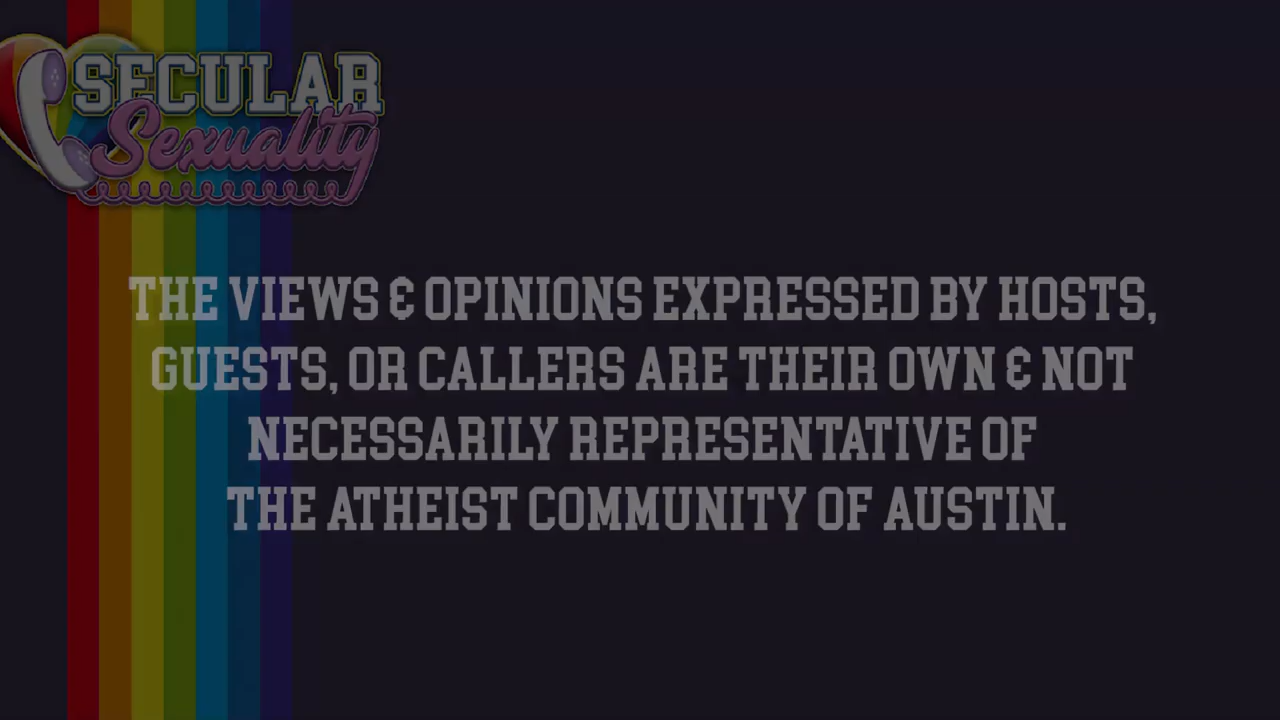 SECULAR
Sexuality
THE VIEWS & OPINIONS EXPRESSED BY HOSTS,
GUESTS, OR CALLERS ARE THEIR OWN & NOT
NECESSARILY REPRESENTATIVE OF
THE ATHEIST COMMUNITY OF AUSTIN.